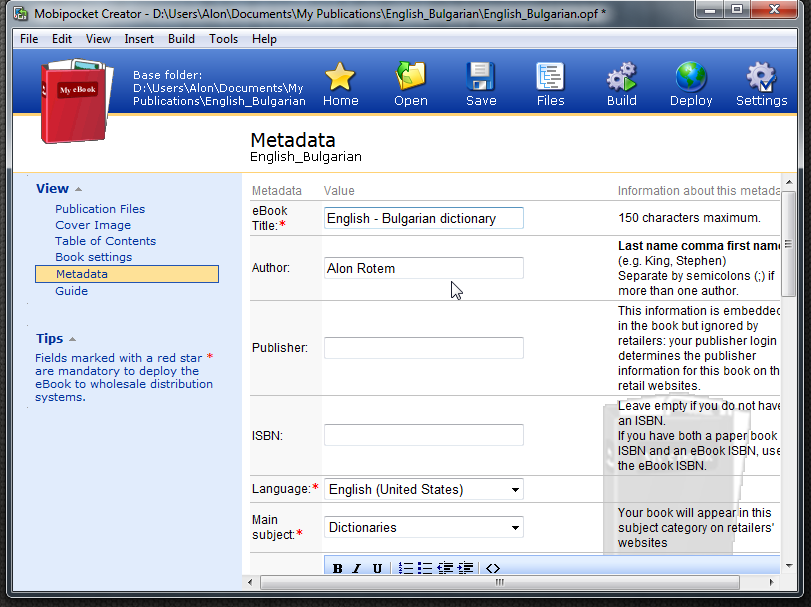 Mobipocket Creator - D:\Users\Alon\Documents\My Publications\English_Bulgarian\English_Bulgarian.opf *
File Edit View Insert Build Tools Help
My eBook
Base folder:
D:\Users\Alon\Documents\My
Publications\English_Bulgarian
Home Open Save Files Build Deploy Settings
Metadata
English_Bulgarian
View
Publication Files
Cover Image
Table of Contents
Book settings
Metadata
Guide
Tips
Fields marked with a red star *
are mandatory to deploy the
eBook to wholesale distribution
systems.
Metadata Value Information about this metada
eBook
Title:* English - Bulgarian dictionary 150 characters maximum.
Author: Alon Rotem
Last name comma first name
(e.g. King, Stephen)
Separate by semicolons (;) if
more than one author.
Publisher:
This information is embedded
in the book but ignored by
retailers: your publisher login
determines the publisher
information for this book on th
retail websites.
ISBN:
Leave empty if you do not have
an ISBN.
If you have both a paper book
ISBN and an eBook ISBN, use
the eBook ISBN.
Language:* English (United States)
Main
subject:* Dictionaries
Your book will appear in this
subject category on retailers'
websites
B I U